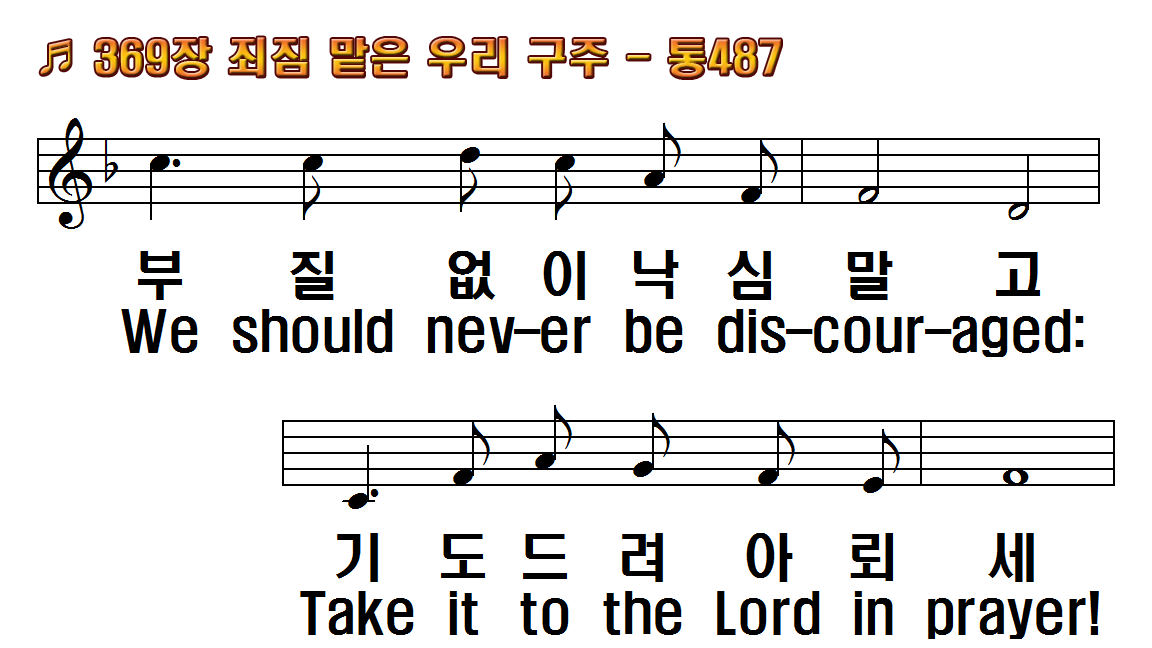 369장 죄짐 맡은 우리 구주 - 통487
부 질 없 이 낙 심 말 고
We should nev-er be dis-cour-aged:
기 도 드 려 아 뢰 세
Take it to the Lord in prayer!